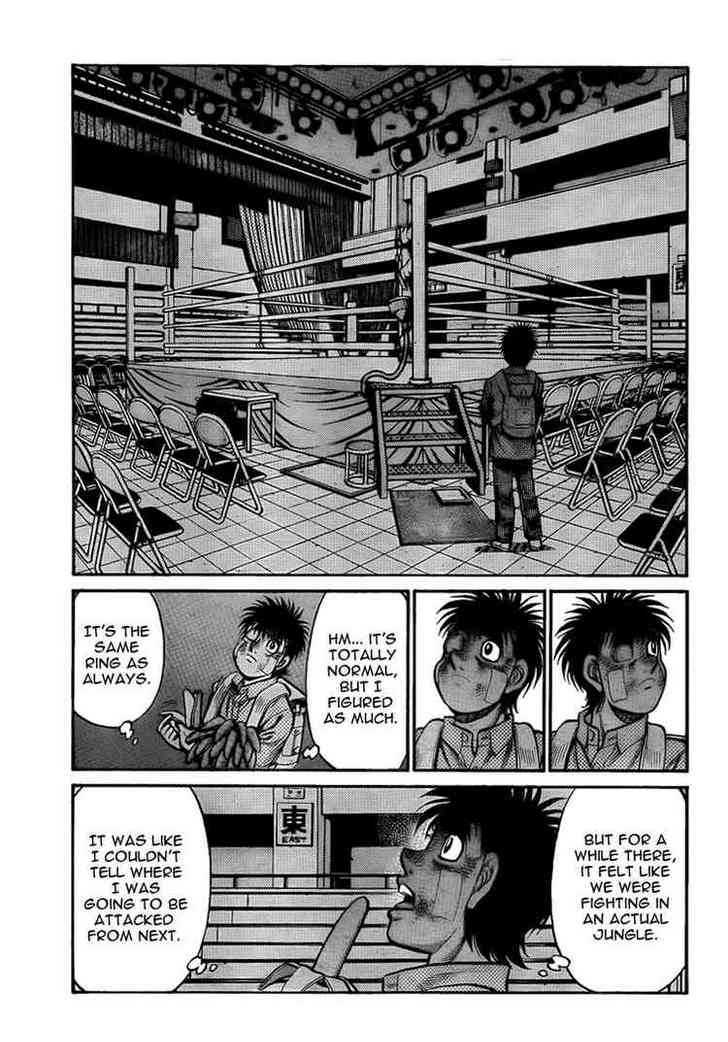 HM... IT'S
TOTALLY
NORMAL,
BUT I
FIGURED
AS MUCH.
IT'S THE
SAME
RING AS
ALWAYS.
BUT FOR A
WHILE THERE,
IT FELT LIKE
WE WERE
FIGHTING IN
AN ACTUAL
JUNGLE.
東
EAST
IT WAS LIKE
I COULDN'T
TELL WHERE
I WAS
GOING TO BE
ATTACKED
FROM NEXT.